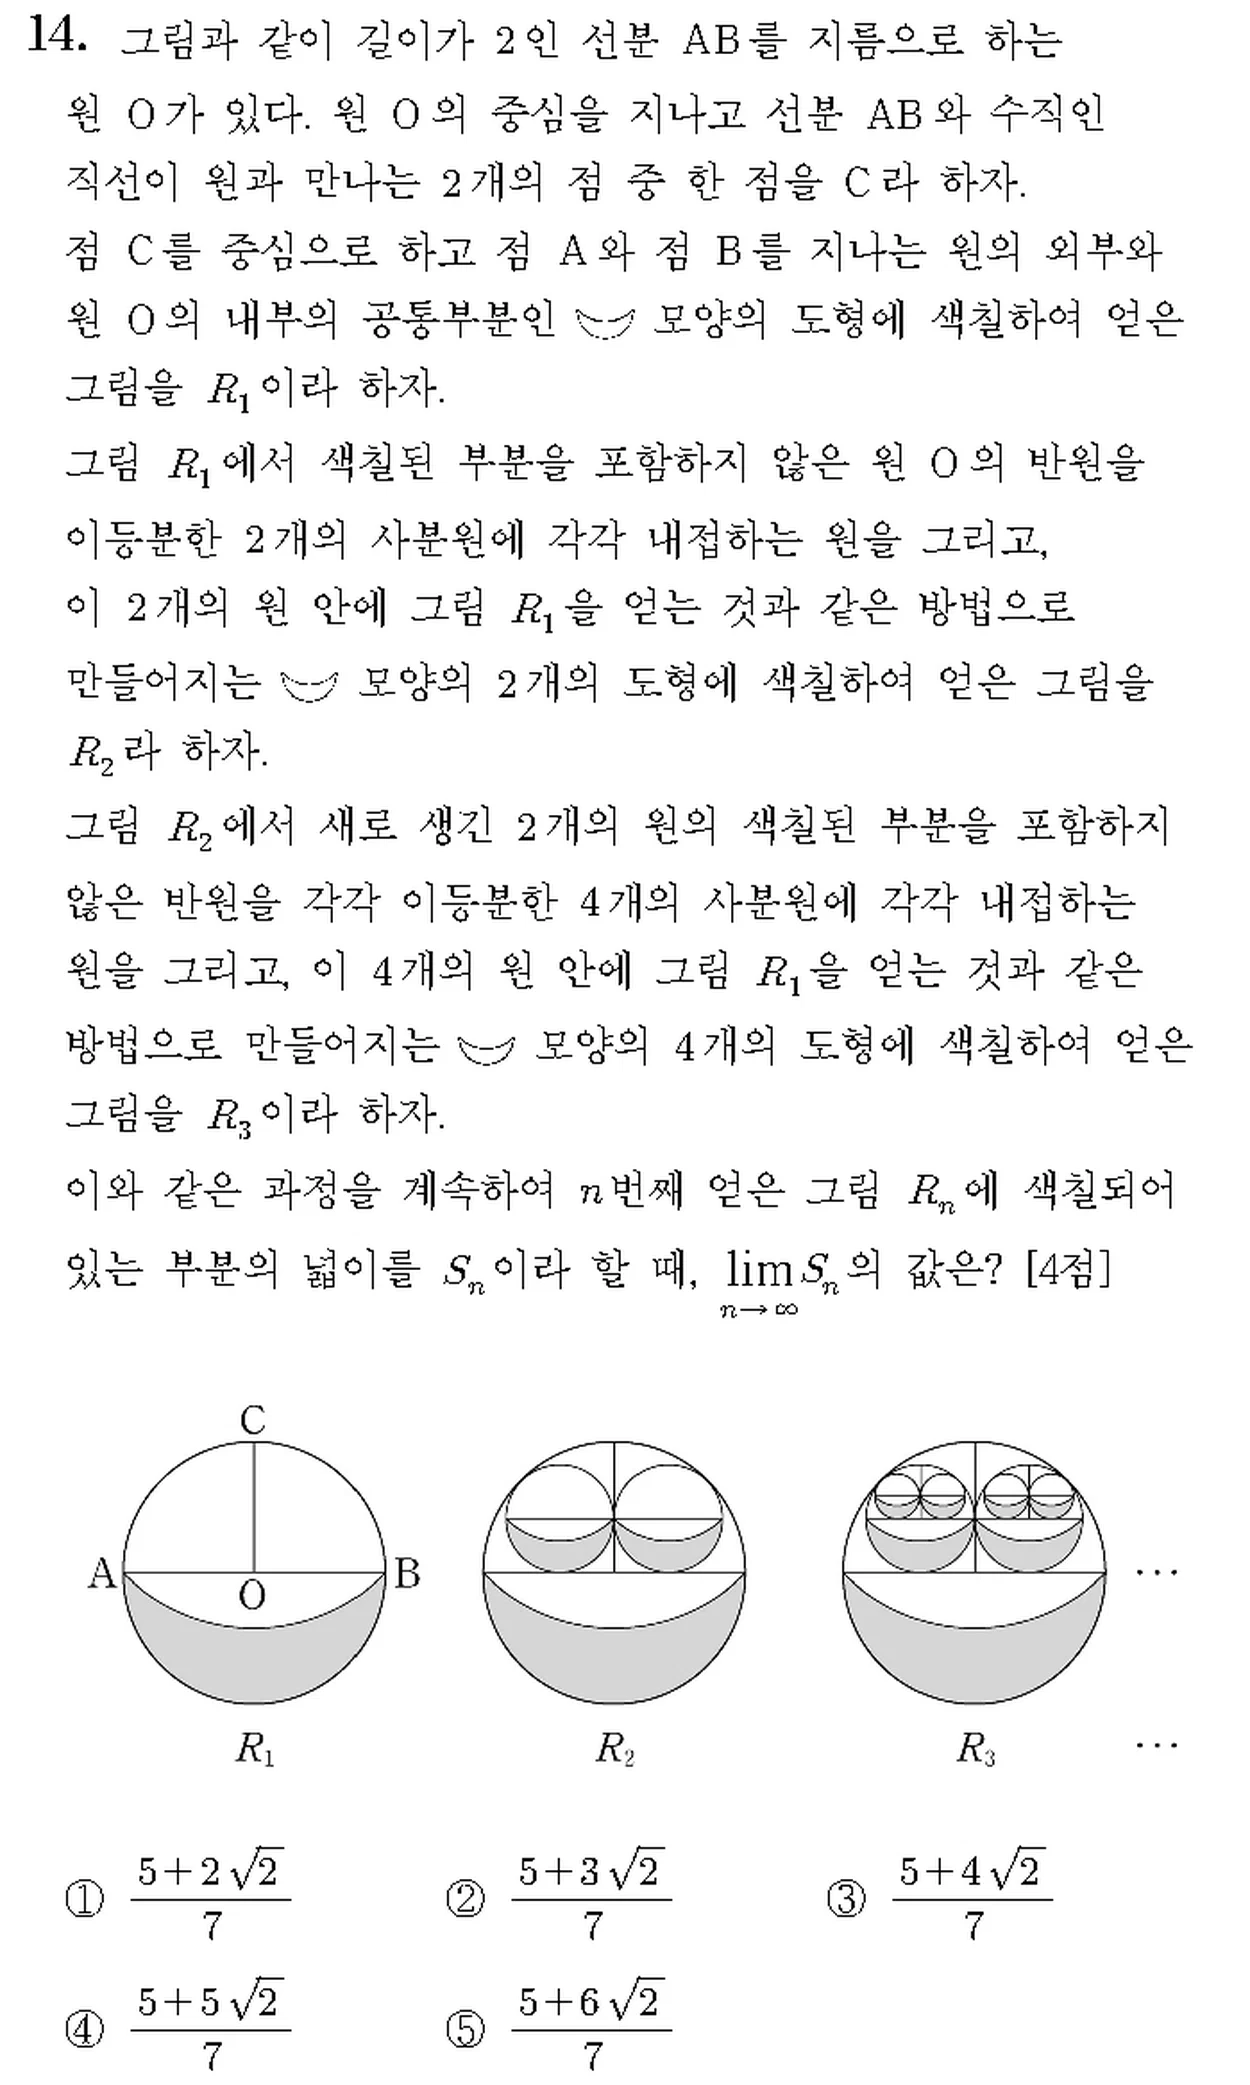 14. 그림과 같이 길이가 2인 선분 AB를 지름으로 하는
원 O가 있다. 원 O의 중심을 지나고 선분 AB와 수직인
직선이 원과 만나는 2개의 점 중 한 점을 C라 하자.
점 C를 중심으로 하고 점 A와 점 B를 지나는 원의 외부와
원 O의 내부의 공통부분인 모양의 도형에 색칠하여 얻은
그림을 R₁이라 하자.
그림 R₁에서 색칠된 부분을 포함하지 않은 원 O의 반원을
이등분한 2개의 사분원에 각각 내접하는 원을 그리고,
이 2개의 원 안에 그림 R₁을 얻는 것과 같은 방법으로
만들어지는 모양의 2개의 도형에 색칠하여 얻은 그림을
R₂라 하자.
그림 R₂에서 새로 생긴 2개의 원의 색칠된 부분을 포함하지
않은 반원을 각각 이등분한 4개의 사분원에 각각 내접하는
원을 그리고, 이 4개의 원 안에 그림 R₁을 얻는 것과 같은
방법으로 만들어지는 모양의 4개의 도형에 색칠하여 얻은
그림을 R₃이라 하자.
이와 같은 과정을 계속하여 n번째 얻은 그림 Rₙ에 색칠되어
있는 부분의 넓이를 Sₙ이라 할 때, lim n→∞ Sₙ의 값은? [4점]
C
A O B
R₁ R₂ R₃ ⋯
⋯
① (5+2√2)/7 ② (5+3√2)/7 ③ (5+4√2)/7
④ (5+5√2)/7 ⑤ (5+6√2)/7